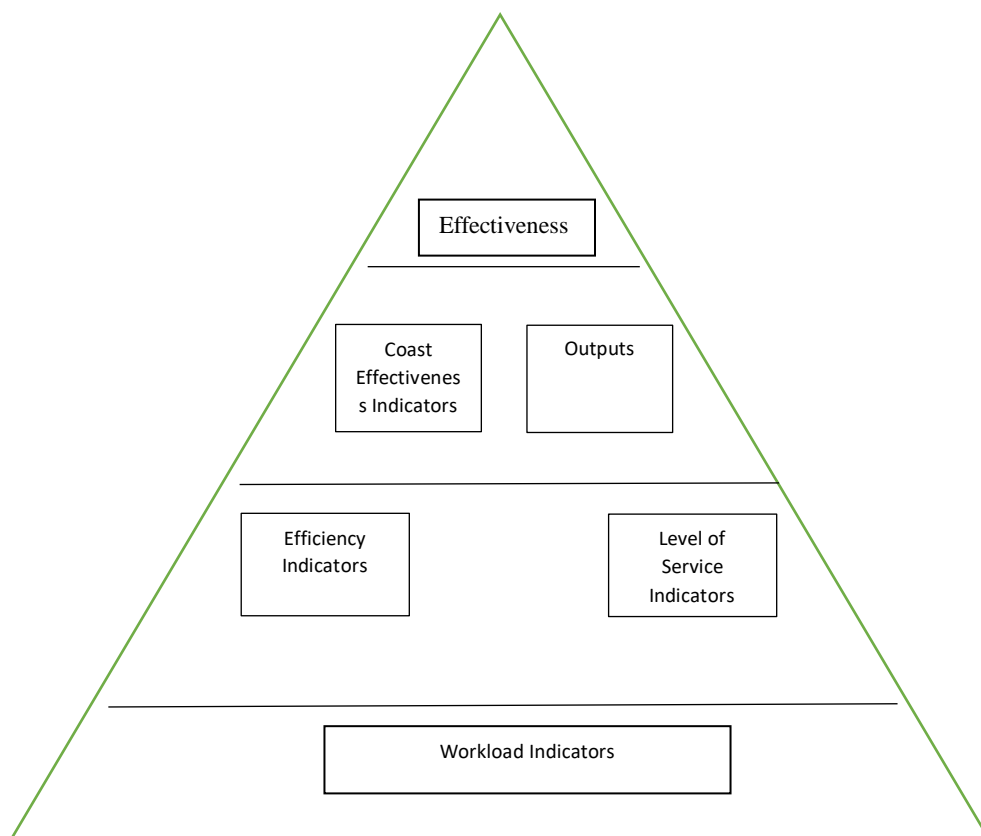 Effectiveness
Coast
Effectivenes
s Indicators
Outputs
Efficiency
Indicators
Level of
Service
Indicators
Workload Indicators